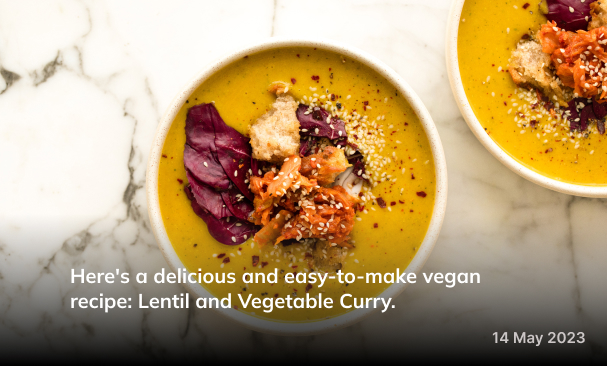 Here's a delicious and easy-to-make vegan
recipe: Lentil and Vegetable Curry.
14 May 2023